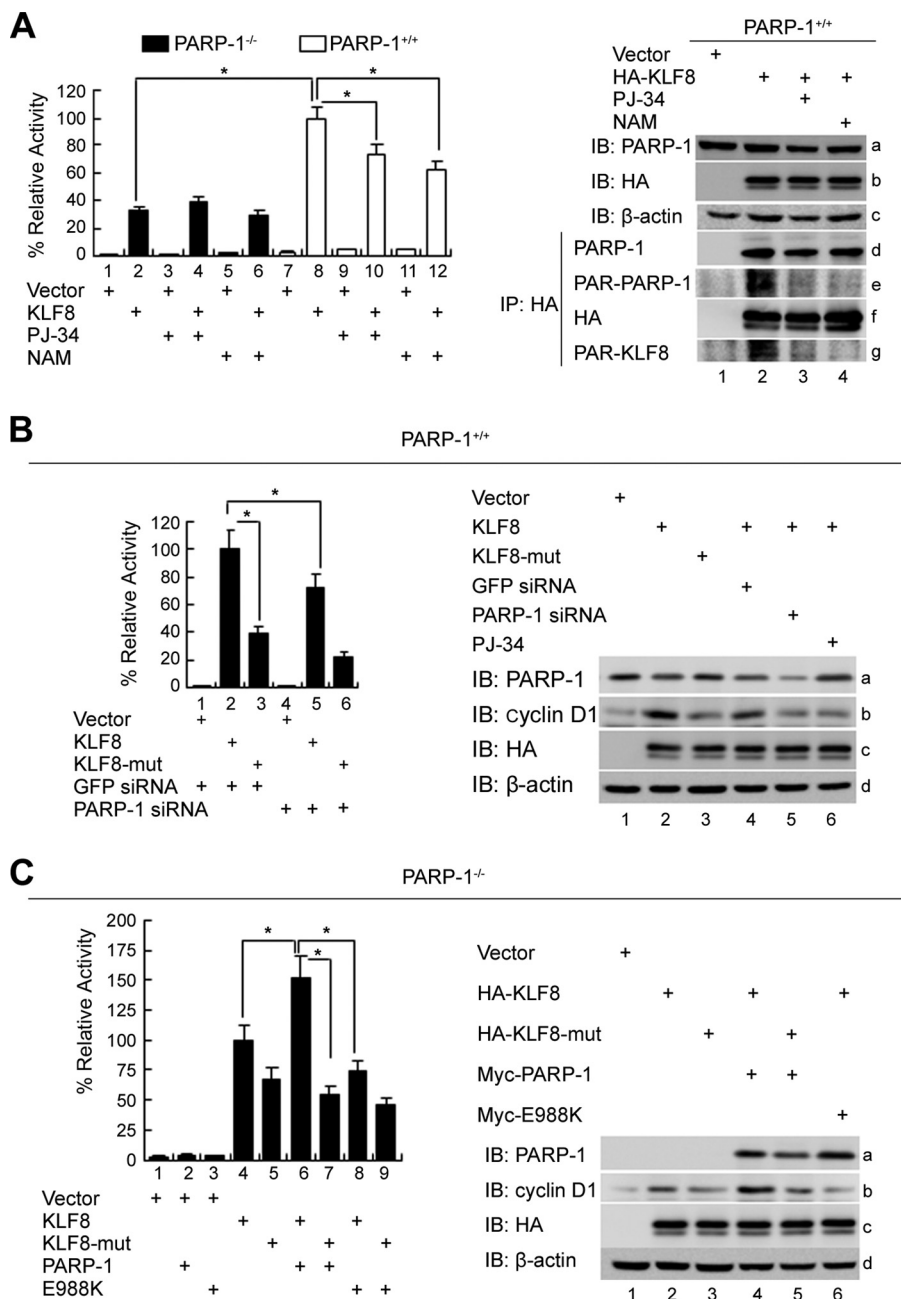 A
PARP-1-/- PARP-1+/+
% Relative Activity
120
100
80
60
40
20
0
* * *
1 2 3 4 5 6 7 8 9 10 11 12
Vector + + + + + +
KLF8 + + + + + +
PJ-34 + + + +
NAM + + + +
PARP-1+/+
Vector +
HA-KLF8 + + +
PJ-34 +
NAM +
IB: PARP-1 a
IB: HA b
IB: β-actin c
IP: HA
PARP-1 d
PAR-PARP-1 e
HA f
PAR-KLF8 g
1 2 3 4
B
PARP-1+/+
% Relative Activity
120
100
80
60
40
20
0
* *
1 2 3 4 5 6
Vector + +
KLF8 + +
KLF8-mut + +
GFP siRNA + + +
PARP-1 siRNA + + +
Vector +
KLF8 + + + +
KLF8-mut +
GFP siRNA +
PARP-1 siRNA +
PJ-34 +
IB: PARP-1 a
IB: cyclin D1 b
IB: HA c
IB: β-actin d
1 2 3 4 5 6
C
PARP-1-/-
% Relative Activity
200
175
150
125
100
75
50
25
0
* * *
1 2 3 4 5 6 7 8 9
Vector + + +
KLF8 + + +
KLF8-mut + + +
PARP-1 + + +
E988K + + +
Vector +
HA-KLF8 + + +
HA-KLF8-mut + +
Myc-PARP-1 + +
Myc-E988K +
IB: PARP-1 a
IB: cyclin D1 b
IB: HA c
IB: β-actin d
1 2 3 4 5 6